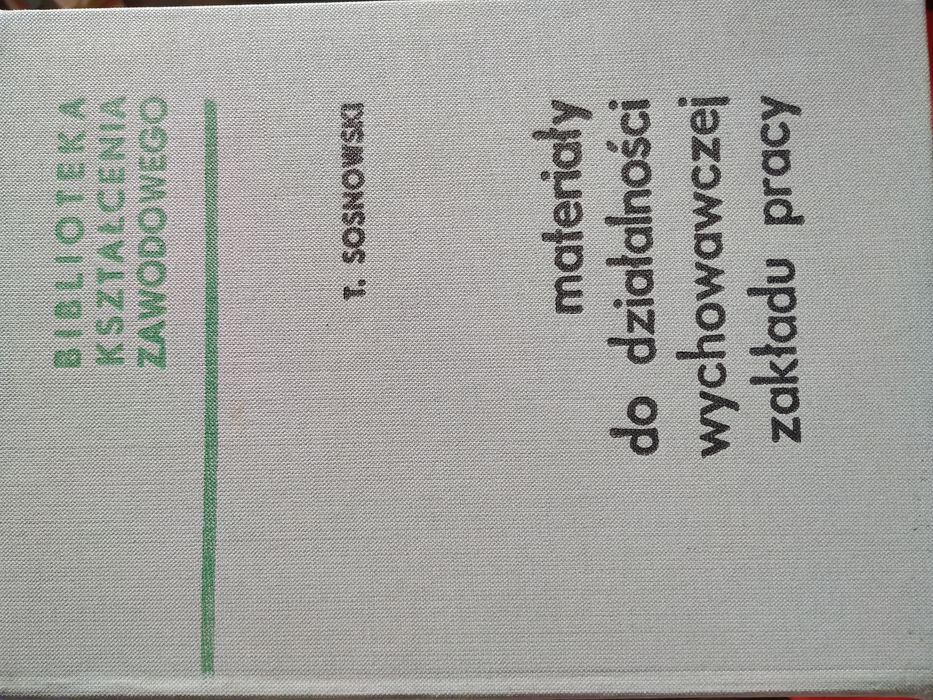 BIBLIOTEKA
KSZTAŁCENIA
ZAWODOWEGO
T. SOSNOWSKI
materiały
do działalności
wychowawczej
zakładu pracy